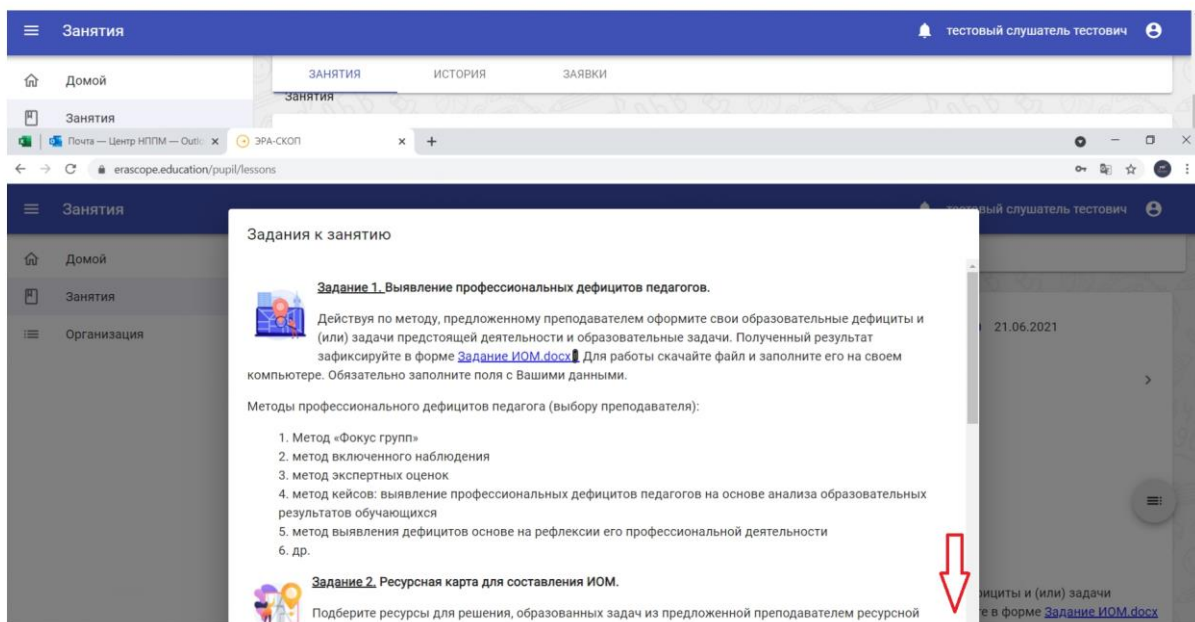 Занятия
тестовый слушатель тестович
Домой
ЗАНЯТИЯ ИСТОРИЯ ЗАЯВКИ
Занятия
Занятия
Почта — Центр НППМ — Outlo
ЭРА-СКОП
erascope.education/pupil/lessons
Занятия
тестовый слушатель тестович
Домой
Занятия
Организация
21.06.2021
Задания к занятию
Задание 1. Выявление профессиональных дефицитов педагогов.
Действуя по методу, предложенному преподавателем оформите свои образовательные дефициты и
(или) задачи предстоящей деятельности и образовательные задачи. Полученный результат
зафиксируйте в форме Задание ИОМ.docx Для работы скачайте файл и заполните его на своем
компьютере. Обязательно заполните поля с Вашими данными.
Методы профессионального дефицитов педагога (выбору преподавателя):
1. Метод «Фокус групп»
2. метод включенного наблюдения
3. метод экспертных оценок
4. метод кейсов: выявление профессиональных дефицитов педагогов на основе анализа образовательных
результатов обучающихся
5. метод выявления дефицитов основе на рефлексии его профессиональной деятельности
6. др.
Задание 2. Ресурсная карта для составления ИОМ.
Подберите ресурсы для решения, образованных задач из предложенной преподавателем ресурсной
фициты и (или) задачи
е в форме Задание ИОМ.docx